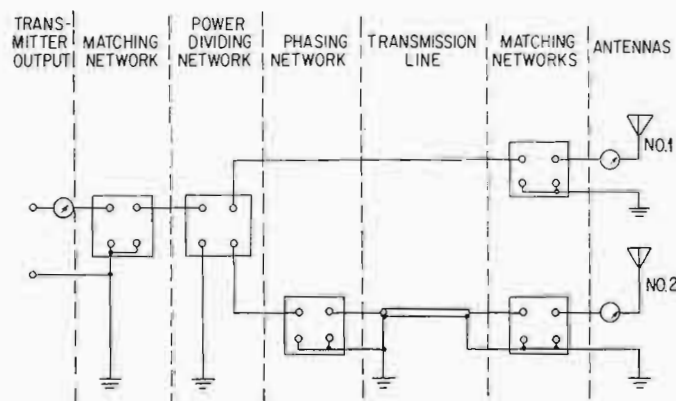 TRANS-
MITTER
OUTPUT
MATCHING
NETWORK
POWER
DIVIDING
NETWORK
PHASING
NETWORK
TRANSMISSION
LINE
MATCHING
NETWORKS
ANTENNAS
NO.1
NO.2